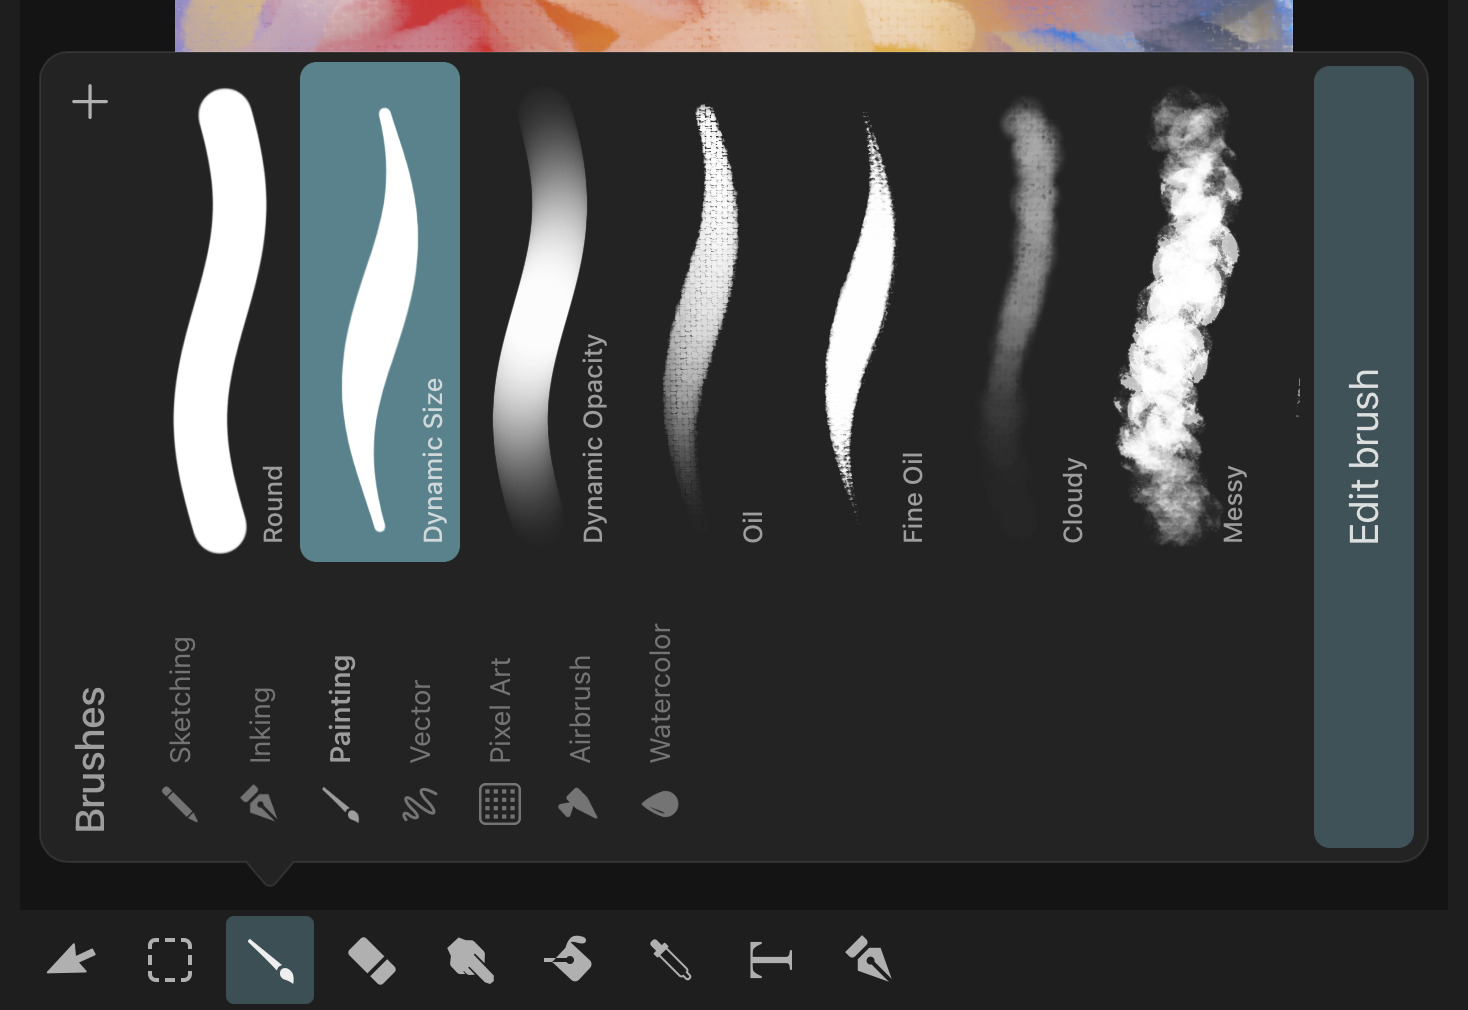 Brushes
Sketching
Inking
Painting
Vector
Pixel Art
Airbrush
Watercolor
Round
Dynamic Size
Dynamic Opacity
Oil
Fine Oil
Cloudy
Messy
Edit brush